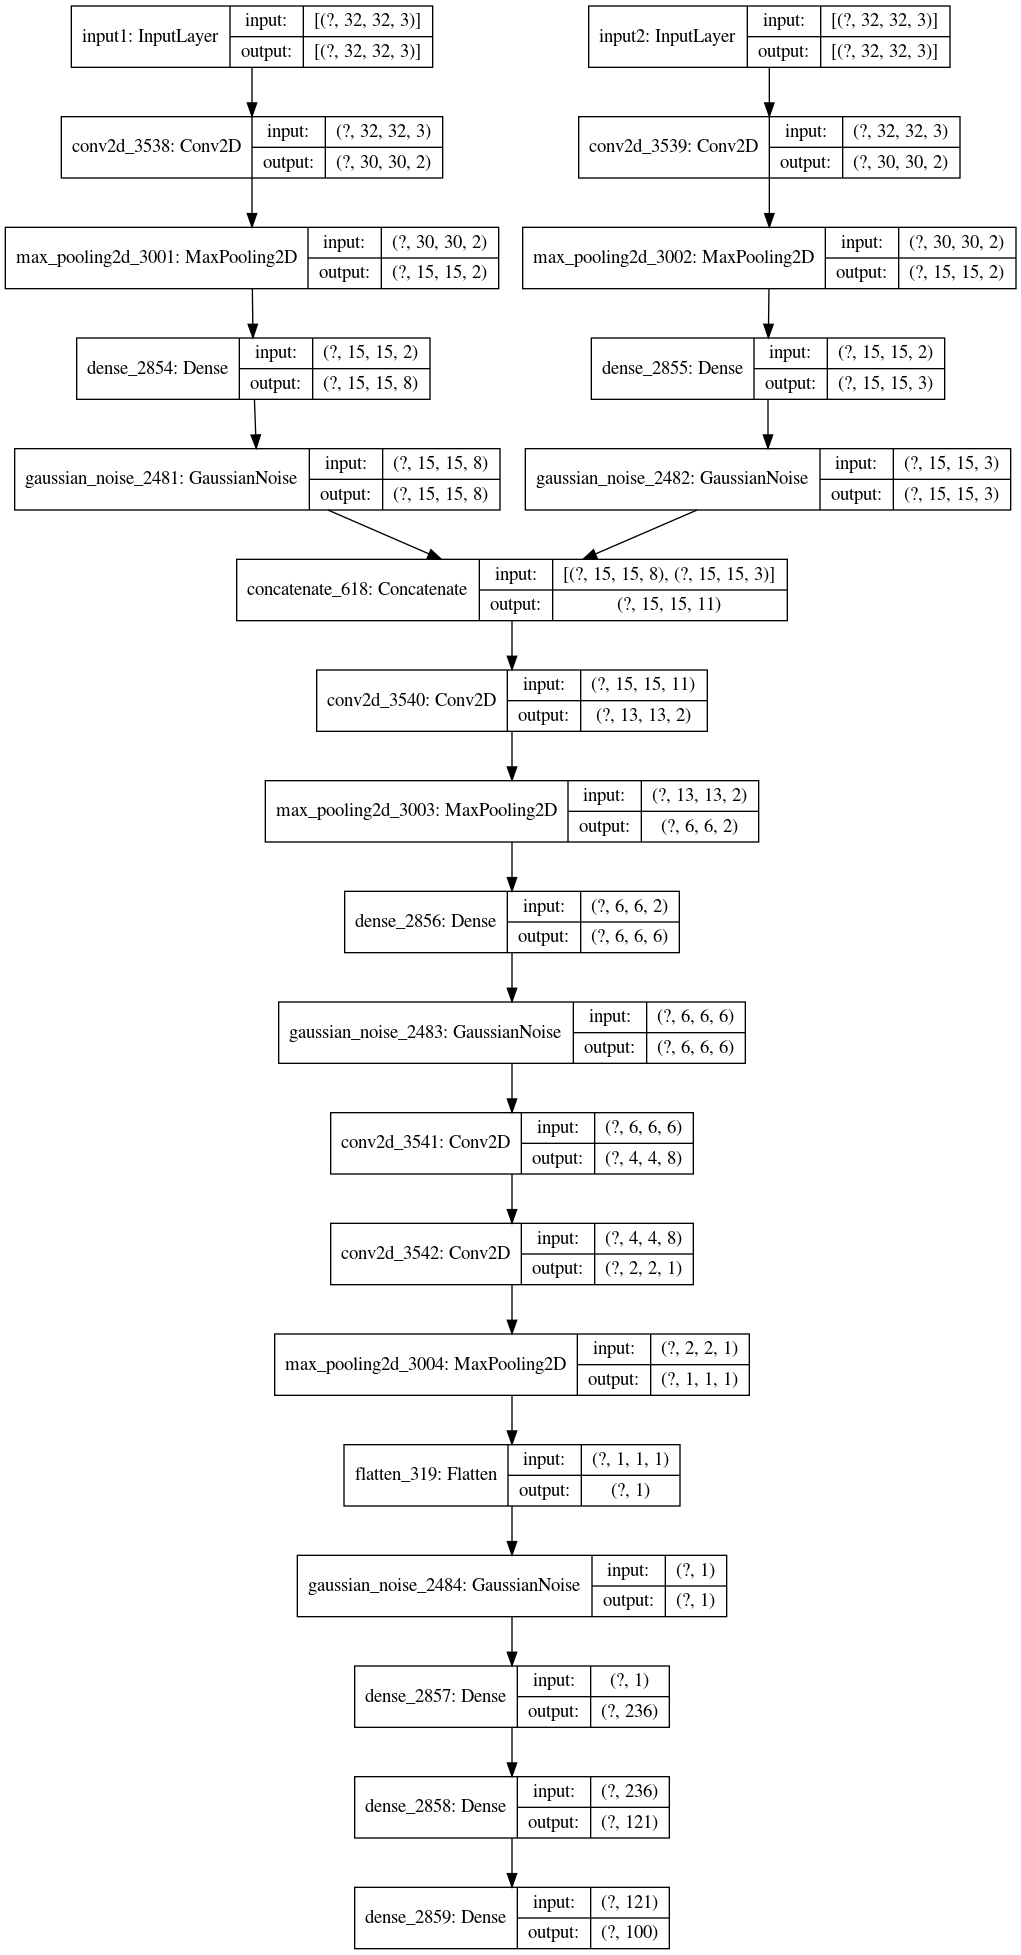 input1: InputLayer
input: [(?, 32, 32, 3)]
output: [(?, 32, 32, 3)]
input2: InputLayer
input: [(?, 32, 32, 3)]
output: [(?, 32, 32, 3)]
conv2d_3538: Conv2D
input: (?, 32, 32, 3)
output: (?, 30, 30, 2)
conv2d_3539: Conv2D
input: (?, 32, 32, 3)
output: (?, 30, 30, 2)
max_pooling2d_3001: MaxPooling2D
input: (?, 30, 30, 2)
output: (?, 15, 15, 2)
max_pooling2d_3002: MaxPooling2D
input: (?, 30, 30, 2)
output: (?, 15, 15, 2)
dense_2854: Dense
input: (?, 15, 15, 2)
output: (?, 15, 15, 8)
dense_2855: Dense
input: (?, 15, 15, 2)
output: (?, 15, 15, 3)
gaussian_noise_2481: GaussianNoise
input: (?, 15, 15, 8)
output: (?, 15, 15, 8)
gaussian_noise_2482: GaussianNoise
input: (?, 15, 15, 3)
output: (?, 15, 15, 3)
concatenate_618: Concatenate
input: [(?, 15, 15, 8), (?, 15, 15, 3)]
output: (?, 15, 15, 11)
conv2d_3540: Conv2D
input: (?, 15, 15, 11)
output: (?, 13, 13, 2)
max_pooling2d_3003: MaxPooling2D
input: (?, 13, 13, 2)
output: (?, 6, 6, 2)
dense_2856: Dense
input: (?, 6, 6, 2)
output: (?, 6, 6, 6)
gaussian_noise_2483: GaussianNoise
input: (?, 6, 6, 6)
output: (?, 6, 6, 6)
conv2d_3541: Conv2D
input: (?, 6, 6, 6)
output: (?, 4, 4, 8)
conv2d_3542: Conv2D
input: (?, 4, 4, 8)
output: (?, 2, 2, 1)
max_pooling2d_3004: MaxPooling2D
input: (?, 2, 2, 1)
output: (?, 1, 1, 1)
flatten_319: Flatten
input: (?, 1, 1, 1)
output: (?, 1)
gaussian_noise_2484: GaussianNoise
input: (?, 1)
output: (?, 1)
dense_2857: Dense
input: (?, 1)
output: (?, 236)
dense_2858: Dense
input: (?, 236)
output: (?, 121)
dense_2859: Dense
input: (?, 121)
output: (?, 100)